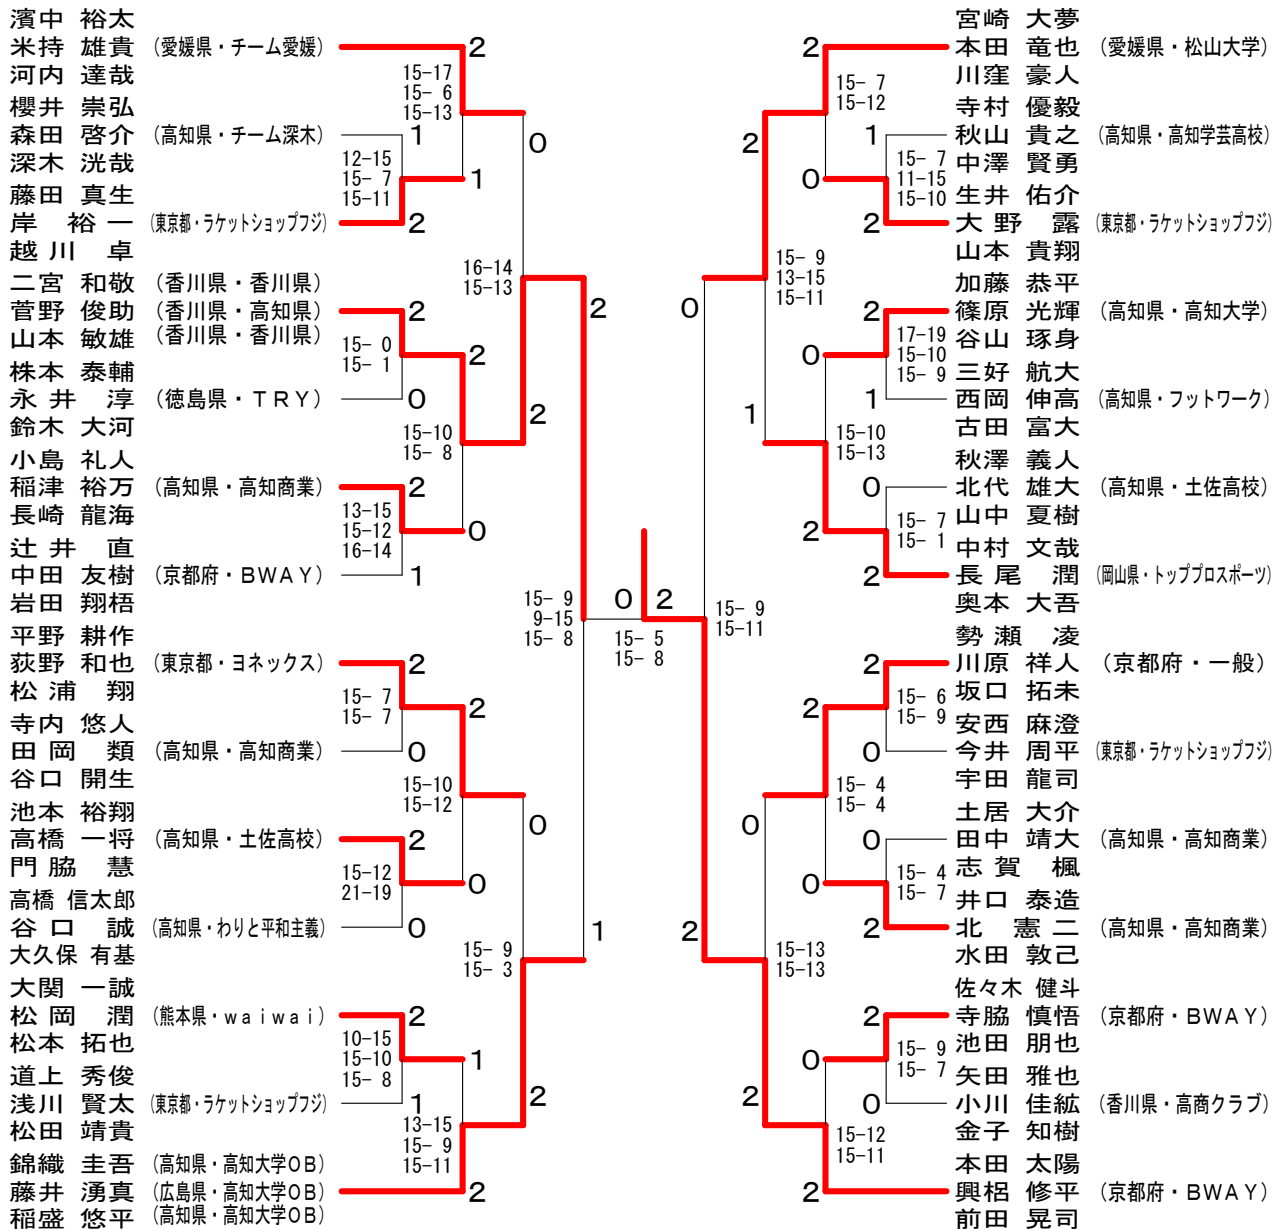 濱中 裕太
米持 雄貴 (愛媛県・チーム愛媛) 2
河内 達哉
15-17
15- 6
15-13
櫻井 崇弘
森田 啓介 (高知県・チーム深木) 1
深木 洸哉
12-15
15- 7
15-11
1
0
藤田 真生
岸 裕一 (東京都・ラケットショップフジ) 2
越川 卓
16-14
15-13
二宮 和敬 (香川県・香川県)
菅野 俊助 (香川県・高知県) 2
山本 敏雄 (香川県・香川県)
15- 0
15- 1
2
2
株本 泰輔
永井 淳 (徳島県・TRY) 0
鈴木 大河
2
15-10
15- 8
小島 礼人
稲津 裕万 (高知県・高知商業) 2
長崎 龍海
13-15
15-12
16-14
0
辻井 直
中田 友樹 (京都府・BWAY) 1
岩田 翔梧
15- 9
9-15
15- 8
平野 耕作
荻野 和也 (東京都・ヨネックス) 2
松浦 翔
15- 7
15- 7
2
寺内 悠人
田岡 類 (高知県・高知商業) 0
谷口 開生
15-10
15-12
0
池本 裕翔
高橋 一将 (高知県・土佐高校) 2
門脇 慧
15-12
21-19
0
高橋 信太郎
谷口 誠 (高知県・わりと平和主義) 0
大久保 有基
1
15- 9
15- 3
大関 一誠
松岡 潤 (熊本県・waiwai) 2
松本 拓也
10-15
15-10
15- 8
1
道上 秀俊
浅川 賢太 (東京都・ラケットショップフジ) 1
松田 靖貴
2
13-15
15- 9
15-11
錦織 圭吾 (高知県・高知大学OB)
藤井 湧真 (広島県・高知大学OB) 2
稲盛 悠平 (高知県・高知大学OB)
0 2
15- 5
15- 8
宮崎 大夢
2 本田 竜也 (愛媛県・松山大学)
川窪 豪人
15- 7
15-12
寺村 優毅
1 秋山 貴之 (高知県・高知学芸高校)
中澤 賢勇
15- 7
11-15
15-10
2
0
生井 佑介
2 大野 露 (東京都・ラケットショップフジ)
山本 貴翔
15- 9
13-15
15-11
0
加藤 恭平
2 篠原 光輝 (高知県・高知大学)
谷山 琢身
17-19
15-10
15- 9
0
三好 航大
1 西岡 伸高 (高知県・フットワーク)
古田 富大
1
15-10
15-13
秋澤 義人
0 北代 雄大 (高知県・土佐高校)
山中 夏樹
15- 7
15- 1
2
中村 文哉
2 長尾 潤 (岡山県・トッププロスポーツ)
奥本 大吾
15- 9
15-11
勢瀬 凌
2 川原 祥人 (京都府・一般)
坂口 拓未
15- 6
15- 9
2
安西 麻澄
0 今井 周平 (東京都・ラケットショップフジ)
宇田 龍司
15- 4
15- 4
0
土居 大介
0 田中 靖大 (高知県・高知商業)
志賀 楓
15- 4
15- 7
0
井口 泰造
2 北 憲二 (高知県・高知商業)
水田 敦己
2
15-13
15-13
佐々木 健斗
2 寺脇 慎悟 (京都府・BWAY)
池田 朋也
15- 9
15- 7
0
矢田 雅也
0 小川 佳紘 (香川県・高商クラブ)
金子 知樹
2
15-12
15-11
本田 太陽
2 興梠 修平 (京都府・BWAY)
前田 晃司